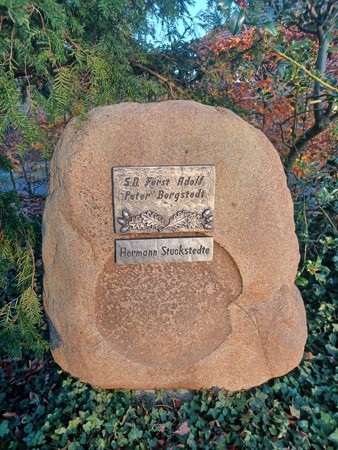 S.D. Fürst Adolf
Peter Bergstedt
Hermann Stuckstedte